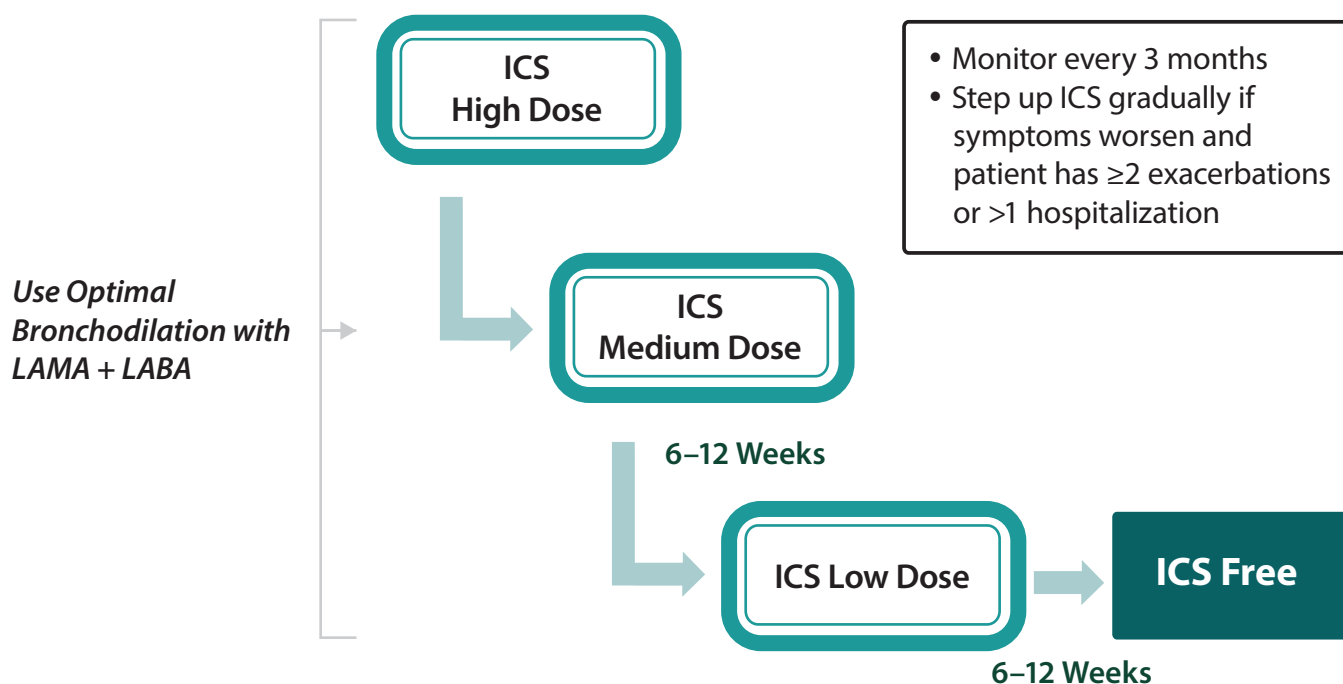 ICS
High Dose
• Monitor every 3 months
• Step up ICS gradually if
symptoms worsen and
patient has ≥2 exacerbations
or >1 hospitalization
Use Optimal
Bronchodilation with
LAMA + LABA
ICS
Medium Dose
6–12 Weeks
ICS Low Dose
ICS Free
6–12 Weeks